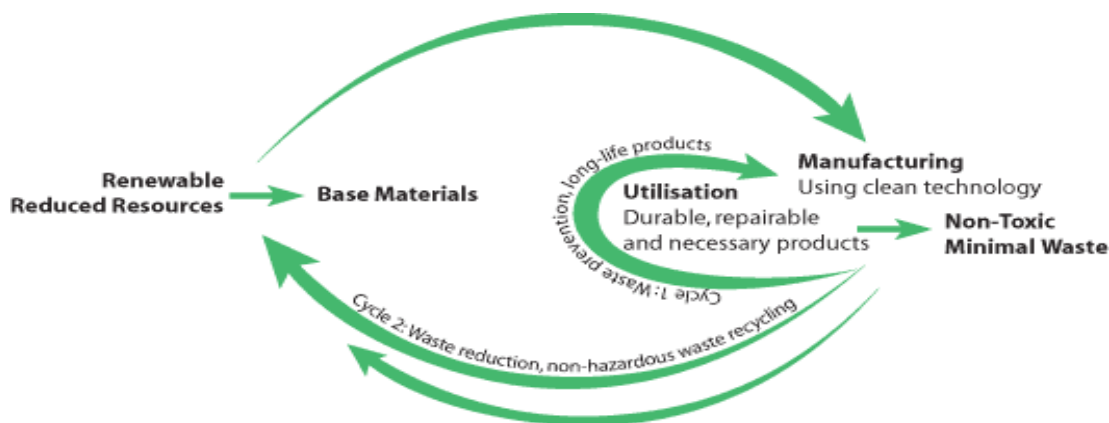 Renewable
Reduced Resources
Base Materials
Cycle 1: Waste prevention, long-life products
Utilisation
Durable, repairable
and necessary products
Manufacturing
Using clean technology
Non-Toxic
Minimal Waste
Cycle 2: Waste reduction, non-hazardous waste recycling